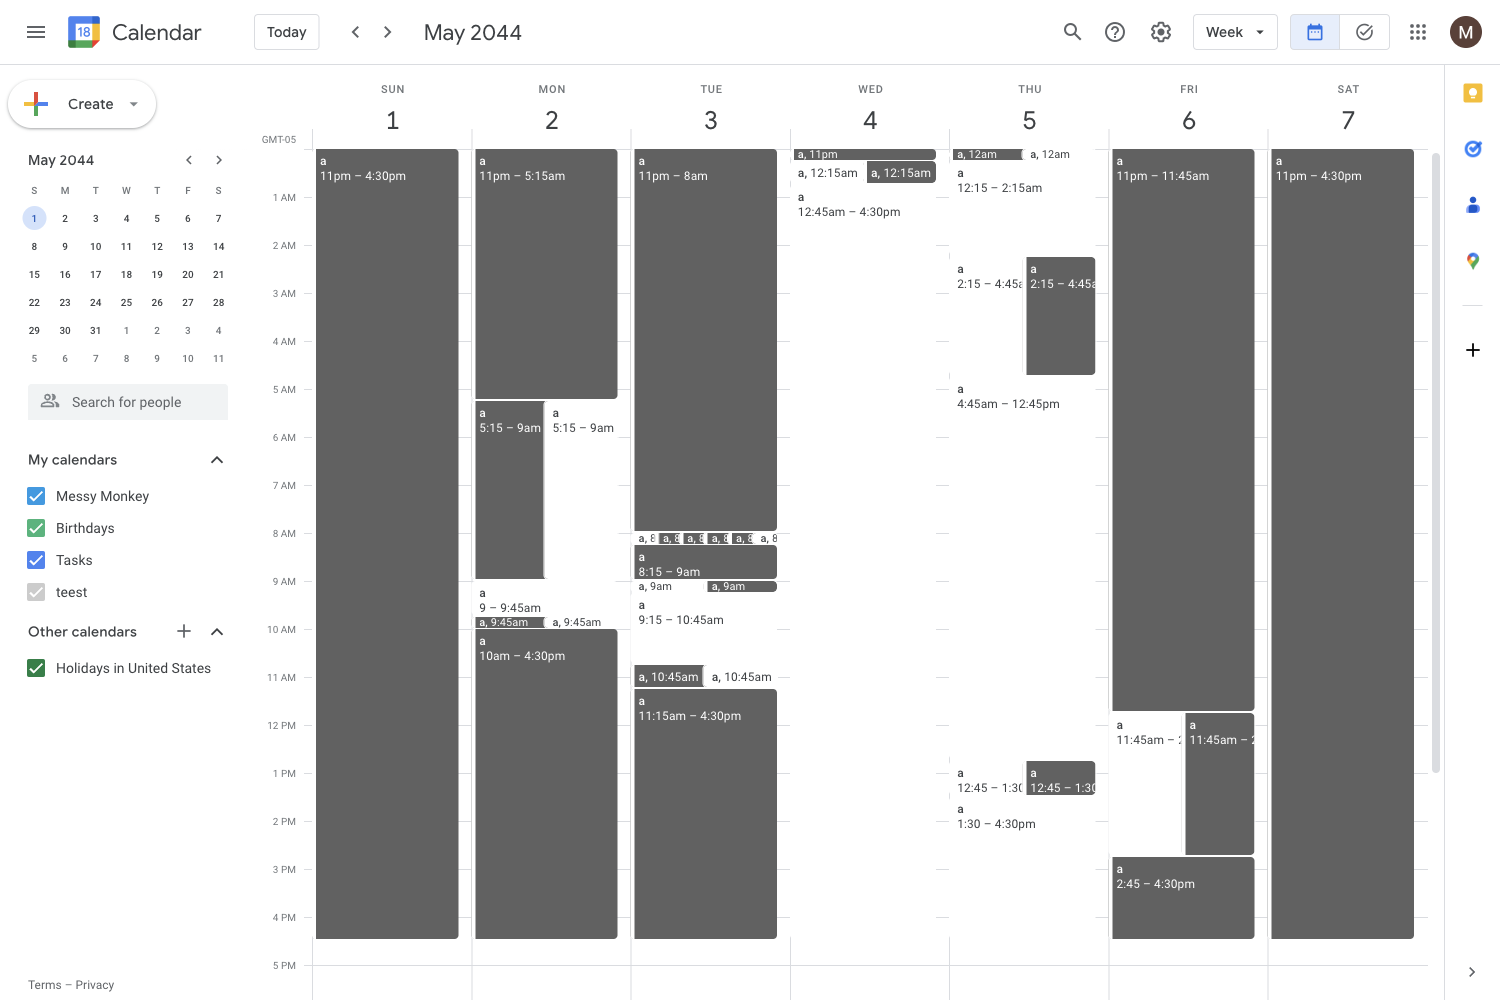 18
Calendar
Today
May 2044
Week
M
Create
May 2044
S M T W T F S
1 2 3 4 5 6 7
8 9 10 11 12 13 14
15 16 17 18 19 20 21
22 23 24 25 26 27 28
29 30 31 1 2 3 4
5 6 7 8 9 10 11
Search for people
My calendars
Messy Monkey
Birthdays
Tasks
teest
Other calendars
Holidays in United States
Terms – Privacy
SUN MON TUE WED THU FRI SAT
1 2 3 4 5 6 7
GMT-05
1 AM
2 AM
3 AM
4 AM
5 AM
6 AM
7 AM
8 AM
9 AM
10 AM
11 AM
12 PM
1 PM
2 PM
3 PM
4 PM
5 PM
a
11pm – 4:30pm
a
11pm – 5:15am
a
5:15 – 9am
a
5:15 – 9am
a
9 – 9:45am
a, 9:45am
a, 9:45am
a
10am – 4:30pm
a
11pm – 8am
a, 8
a, 8
a, 8
a, 8
a, 8
a, 8
a
8:15 – 9am
a, 9am
a, 9am
a
9:15 – 10:45am
a, 10:45am
a, 10:45am
a
11:15am – 4:30pm
a, 11pm
a, 12:15am
a, 12:15am
a
12:45am – 4:30pm
a, 12am
a, 12am
a
12:15 – 2:15am
a
2:15 – 4:45a
a
2:15 – 4:45a
a
4:45am – 12:45pm
a
12:45 – 1:30
a
12:45 – 1:30
a
1:30 – 4:30pm
a
11pm – 11:45am
a
11:45am – 2
a
11:45am – 2
a
2:45 – 4:30pm
a
11pm – 4:30pm